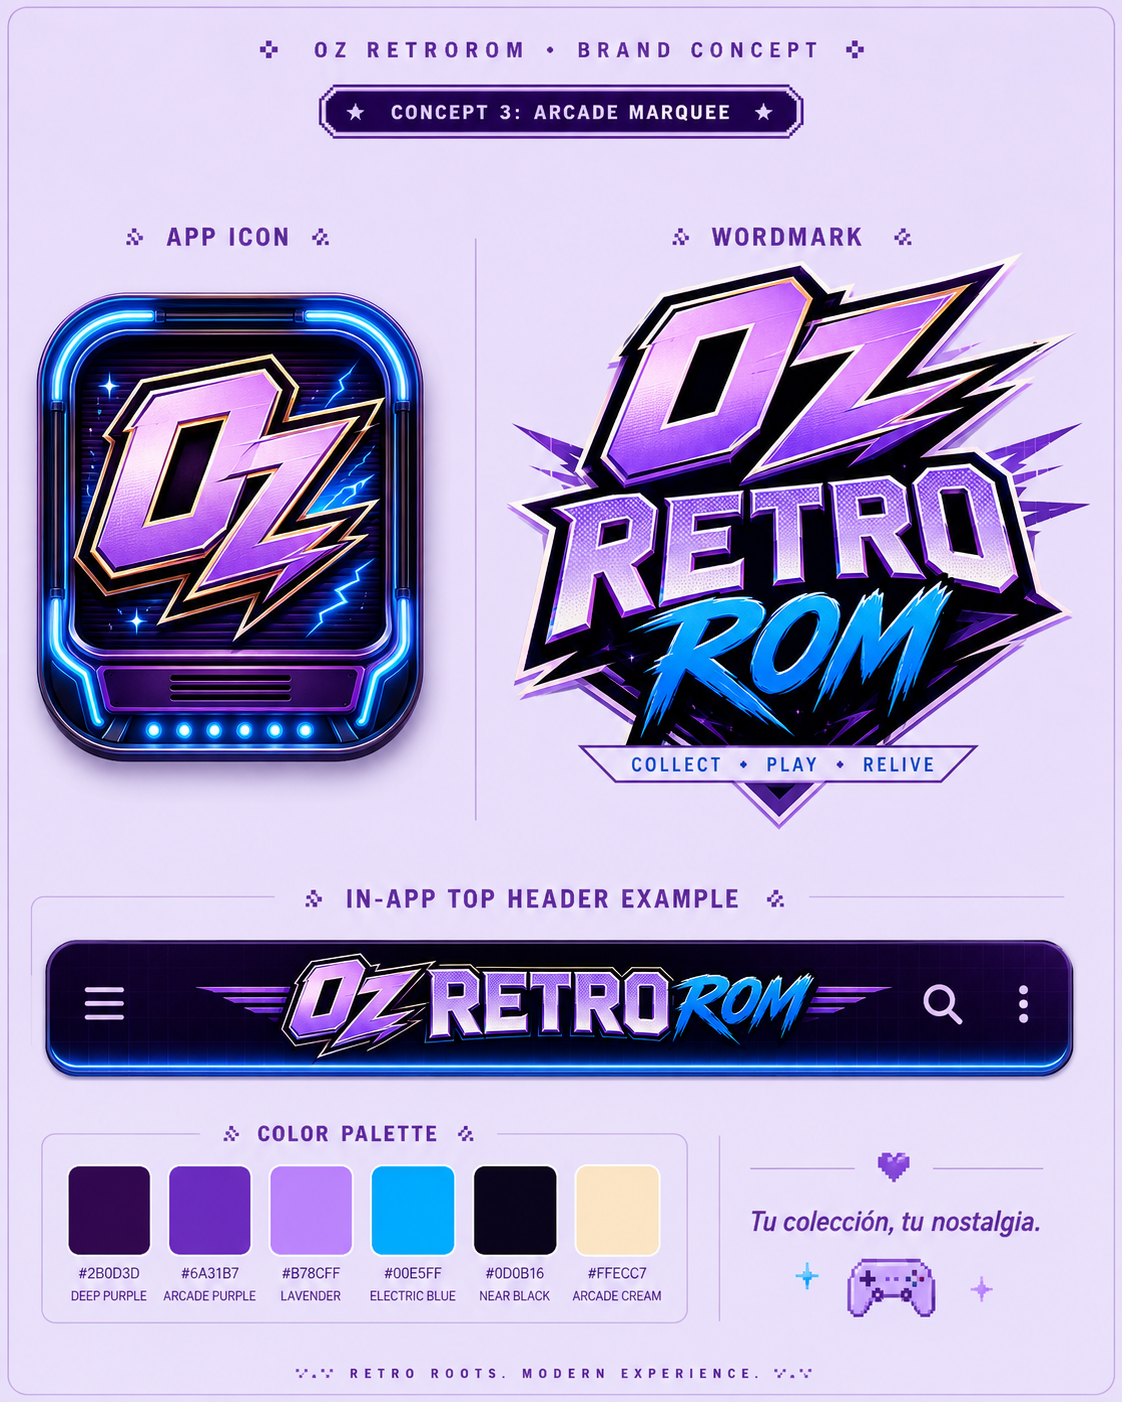 OZ RETROROM • BRAND CONCEPT
★ CONCEPT 3: ARCADE MARQUEE ★
APP ICON
OZ
WORDMARK
OZ
RETRO
ROM
COLLECT • PLAY • RELIVE
IN-APP TOP HEADER EXAMPLE
OZ RETRO ROM
COLOR PALETTE
#2B0D3D
DEEP PURPLE
#6A31B7
ARCADE PURPLE
#B78CFF
LAVENDER
#00E5FF
ELECTRIC BLUE
#0D0B16
NEAR BLACK
#FFECC7
ARCADE CREAM
Tu colección, tu nostalgia.
RETRO ROOTS. MODERN EXPERIENCE.